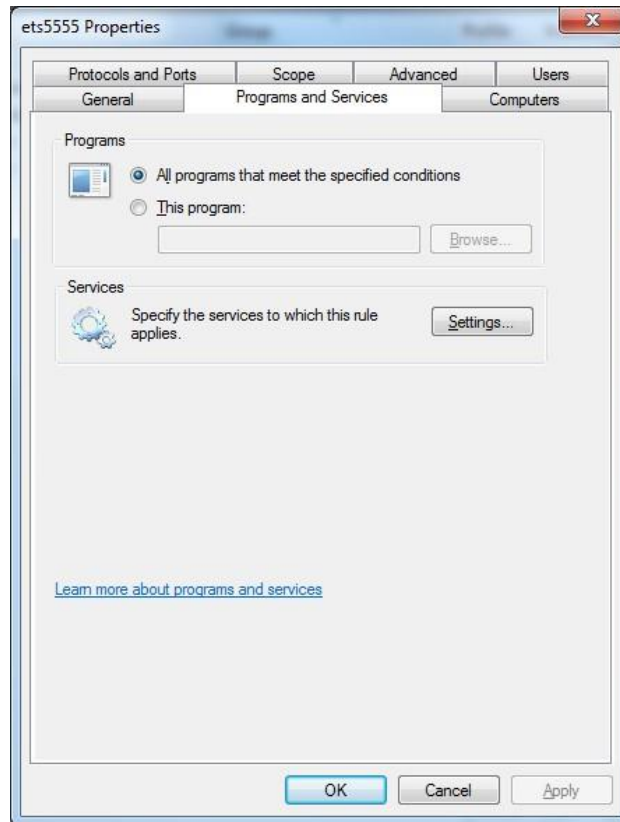 ets5555 Properties
Protocols and Ports
Scope
Advanced
Users
General
Programs and Services
Computers
Programs
All programs that meet the specified conditions
This program:
Browse...
Services
Specify the services to which this rule
applies.
Settings...
Learn more about programs and services
OK
Cancel
Apply